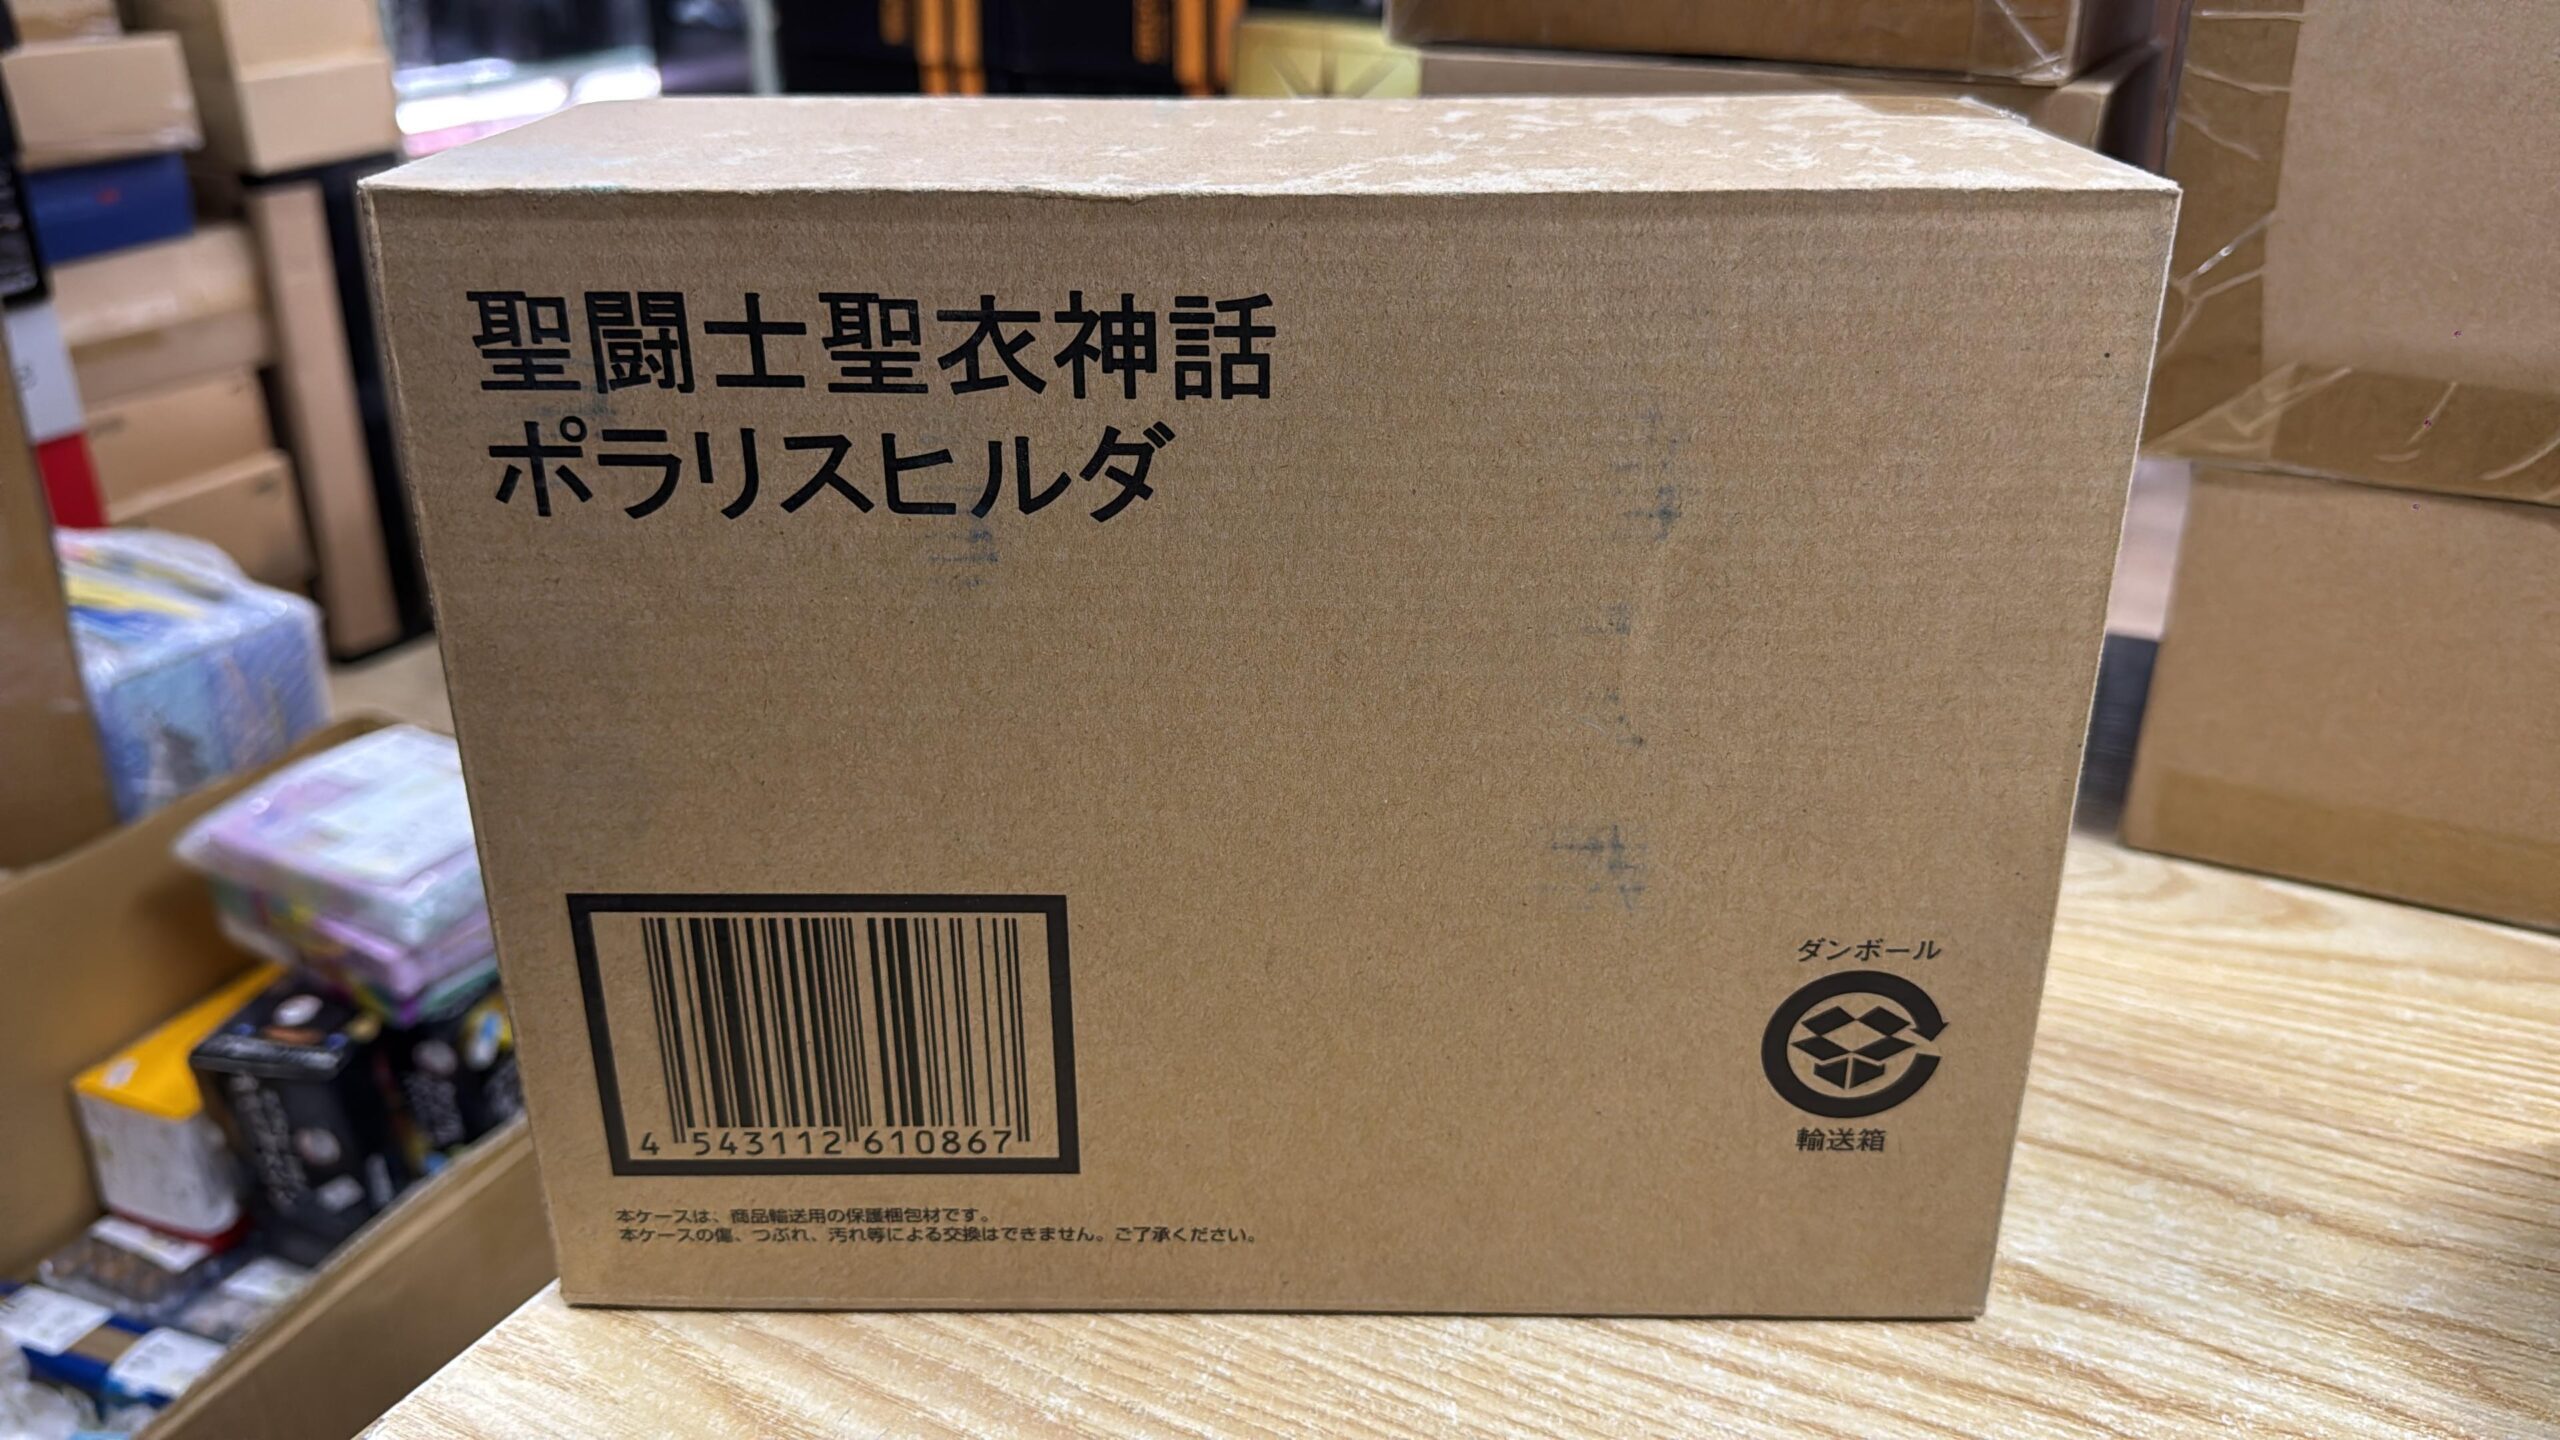 聖闘士聖衣神話
ポラリスヒルダ
4 543112 610867
ダンボール
輸送箱
本ケースは、商品輸送用の保護梱包材です。
本ケースの傷、つぶれ、汚れ等による交換はできません。ご了承ください。